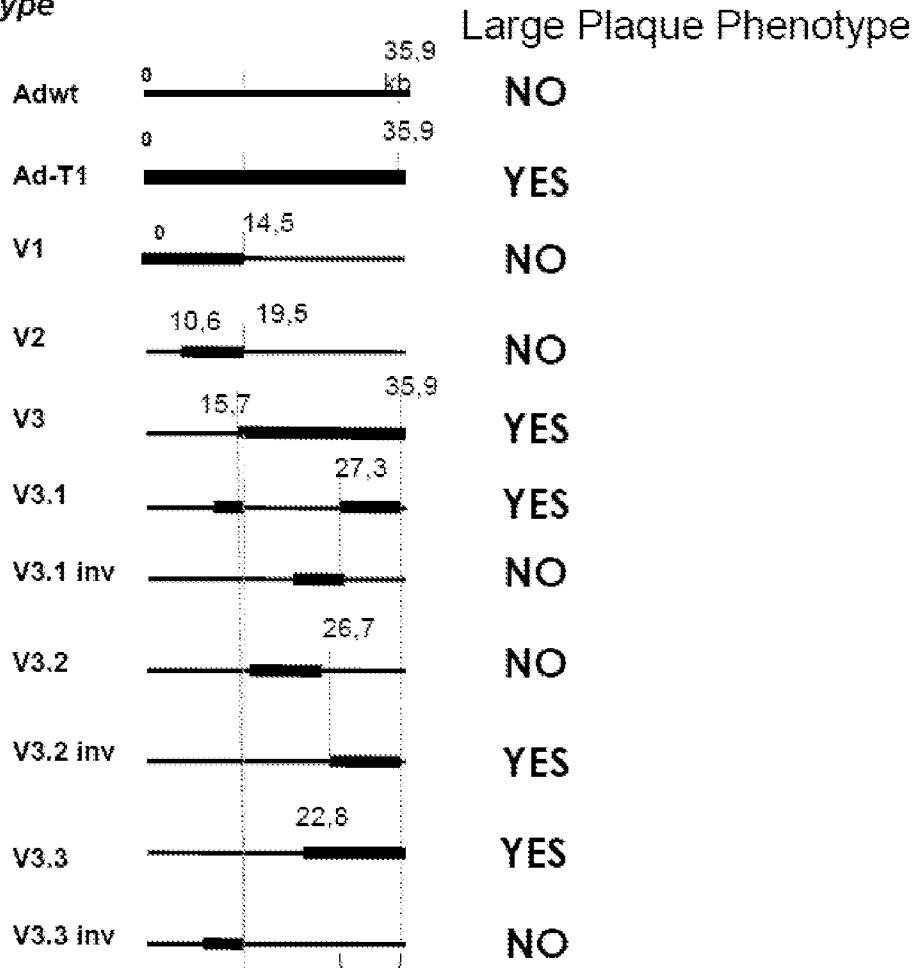 ype
Large Plaque Phenotype
35,9
kb
0
Adwt
NO
0
35,9
Ad-T1
YES
0
14,5
V1
NO
10,6
19,5
V2
NO
35,9
15,7
V3
YES
27,3
V3.1
YES
V3.1 inv
NO
26,7
V3.2
NO
V3.2 inv
YES
22,8
V3.3
YES
V3.3 inv
NO